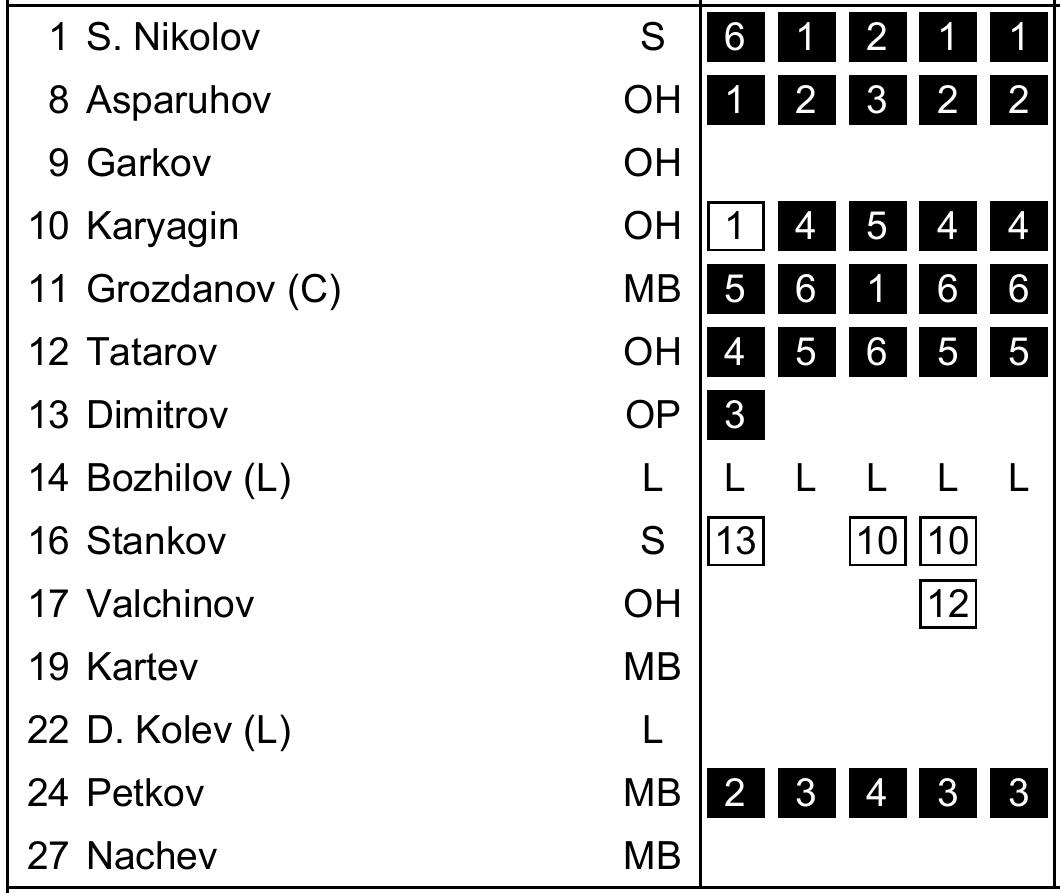 1 S. Nikolov S 6 1 2 1 1
8 Asparuhov OH 1 2 3 2 2
9 Garkov OH
10 Karyagin OH 1 4 5 4 4
11 Grozdanov (C) MB 5 6 1 6 6
12 Tatarov OH 4 5 6 5 5
13 Dimitrov OP 3
14 Bozhilov (L) L L L L L L
16 Stankov S 13 10 10
17 Valchinov OH 12
19 Kartev MB
22 D. Kolev (L) L
24 Petkov MB 2 3 4 3 3
27 Nachev MB